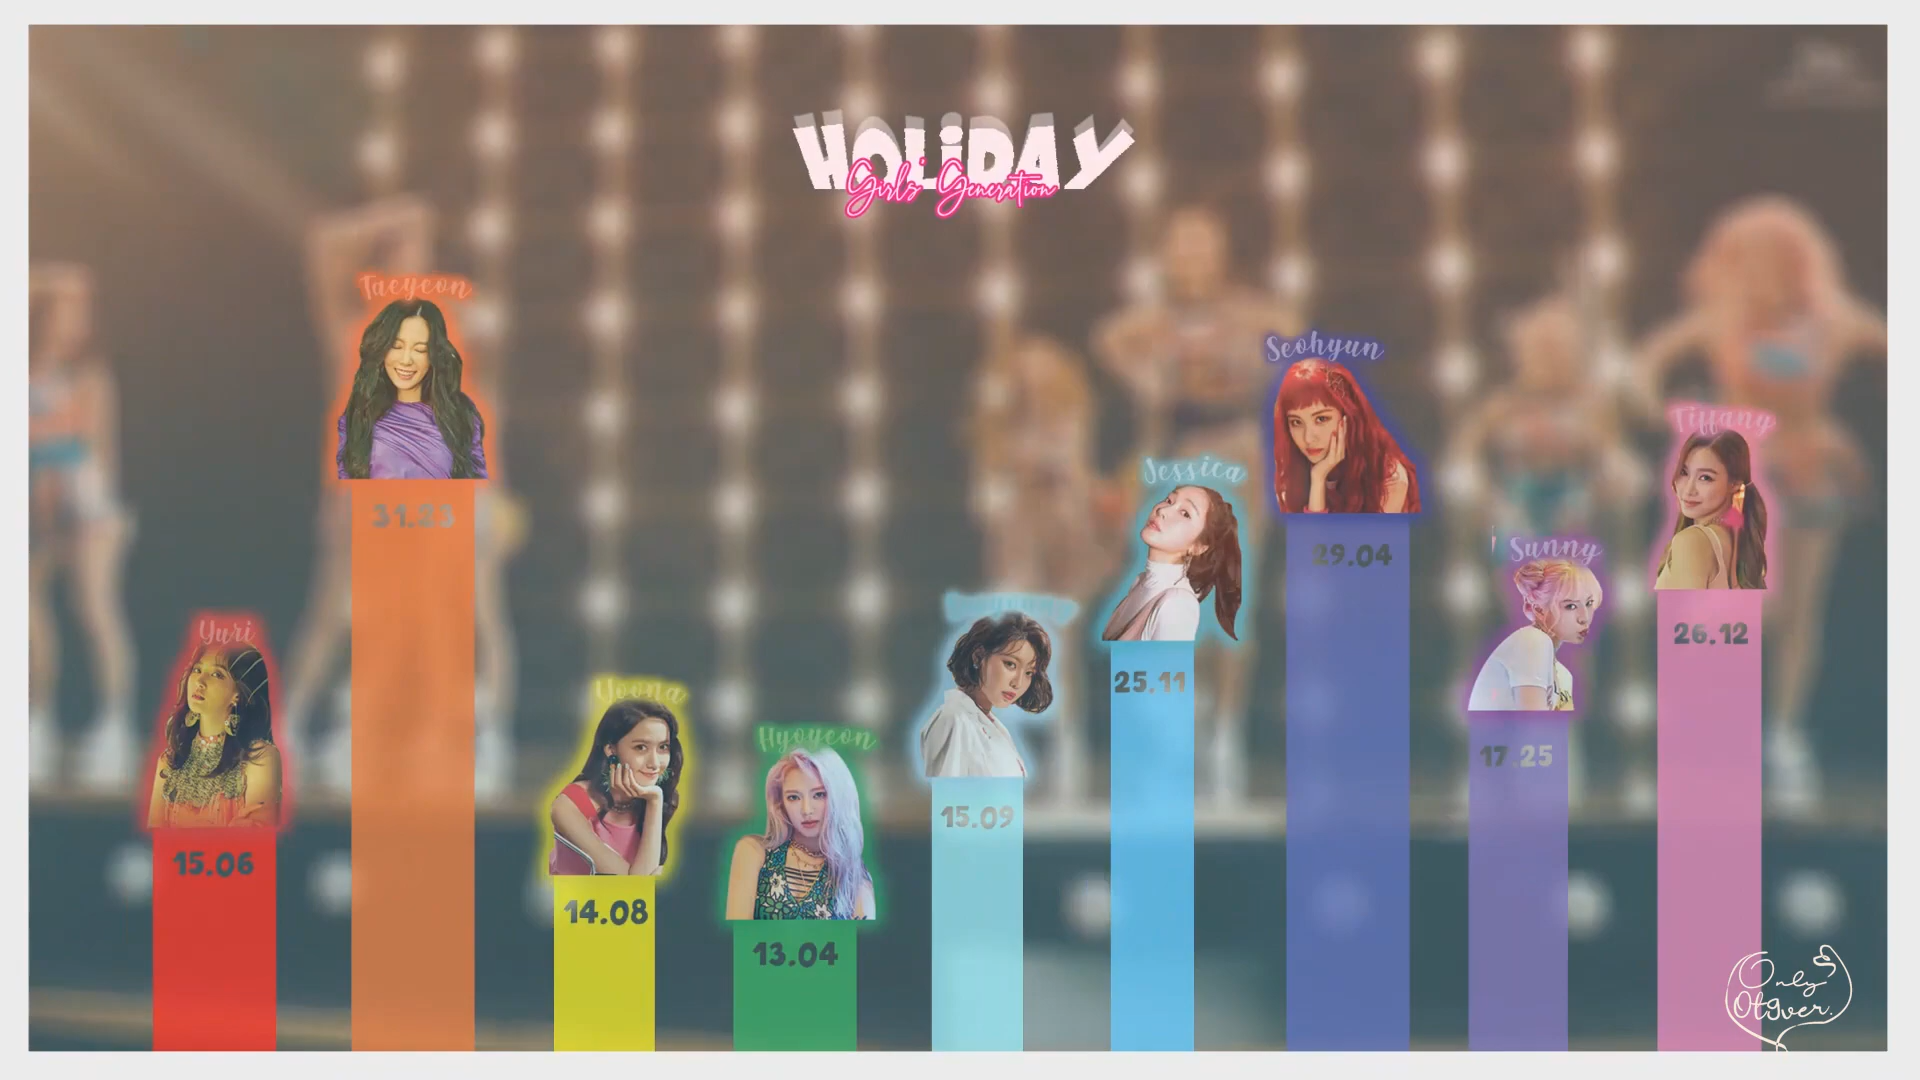 HOLiDAY
Girls' Generation
Taeyeon
31.23
Seohyun
29.04
Tiffany
26.12
Jessica
25.11
Sunny
17.25
Yuri
15.06
Yoona
14.08
Hyoyeon
13.04
15.09
Only
Ot9ver.